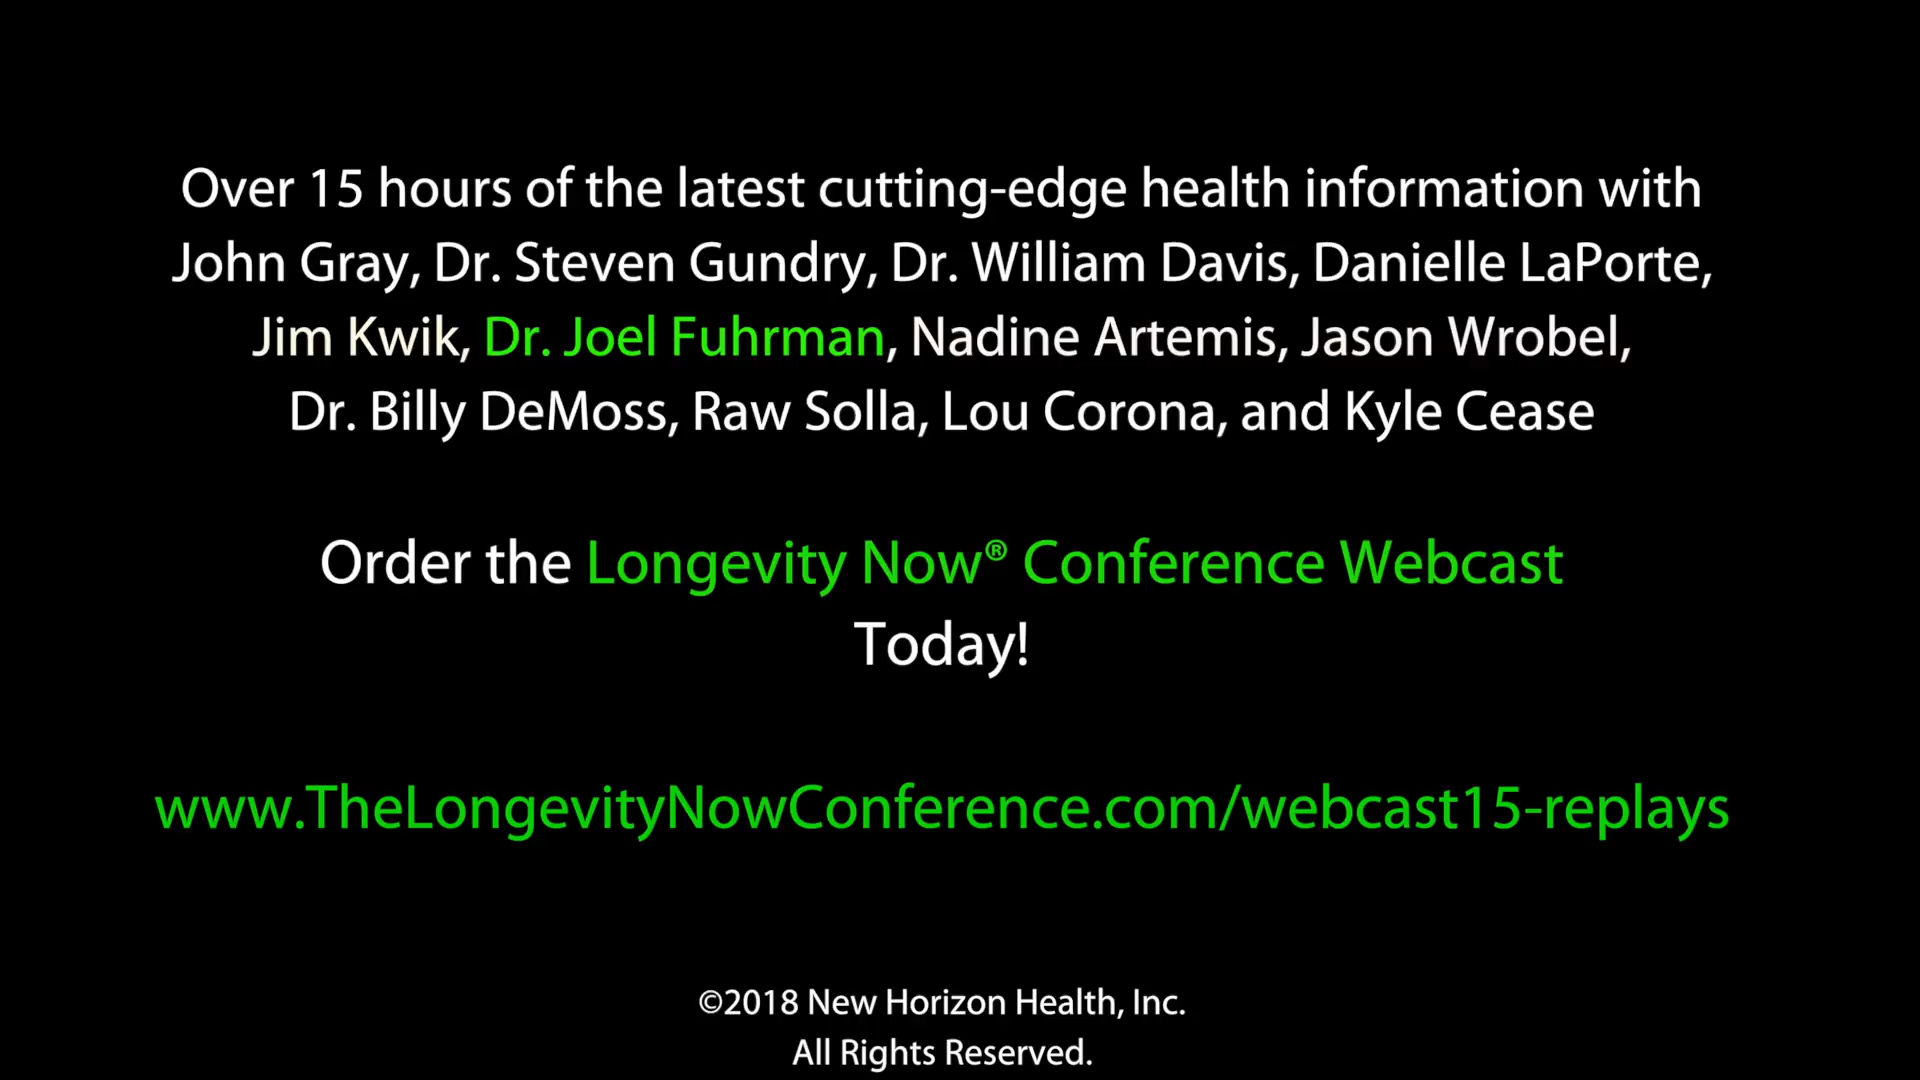 Over 15 hours of the latest cutting-edge health information with
John Gray, Dr. Steven Gundry, Dr. William Davis, Danielle LaPorte,
Jim Kwik, Dr. Joel Fuhrman, Nadine Artemis, Jason Wrobel,
Dr. Billy DeMoss, Raw Solla, Lou Corona, and Kyle Cease
Order the Longevity Now® Conference Webcast
Today!
www.TheLongevityNowConference.com/webcast15-replays
©2018 New Horizon Health, Inc.
All Rights Reserved.